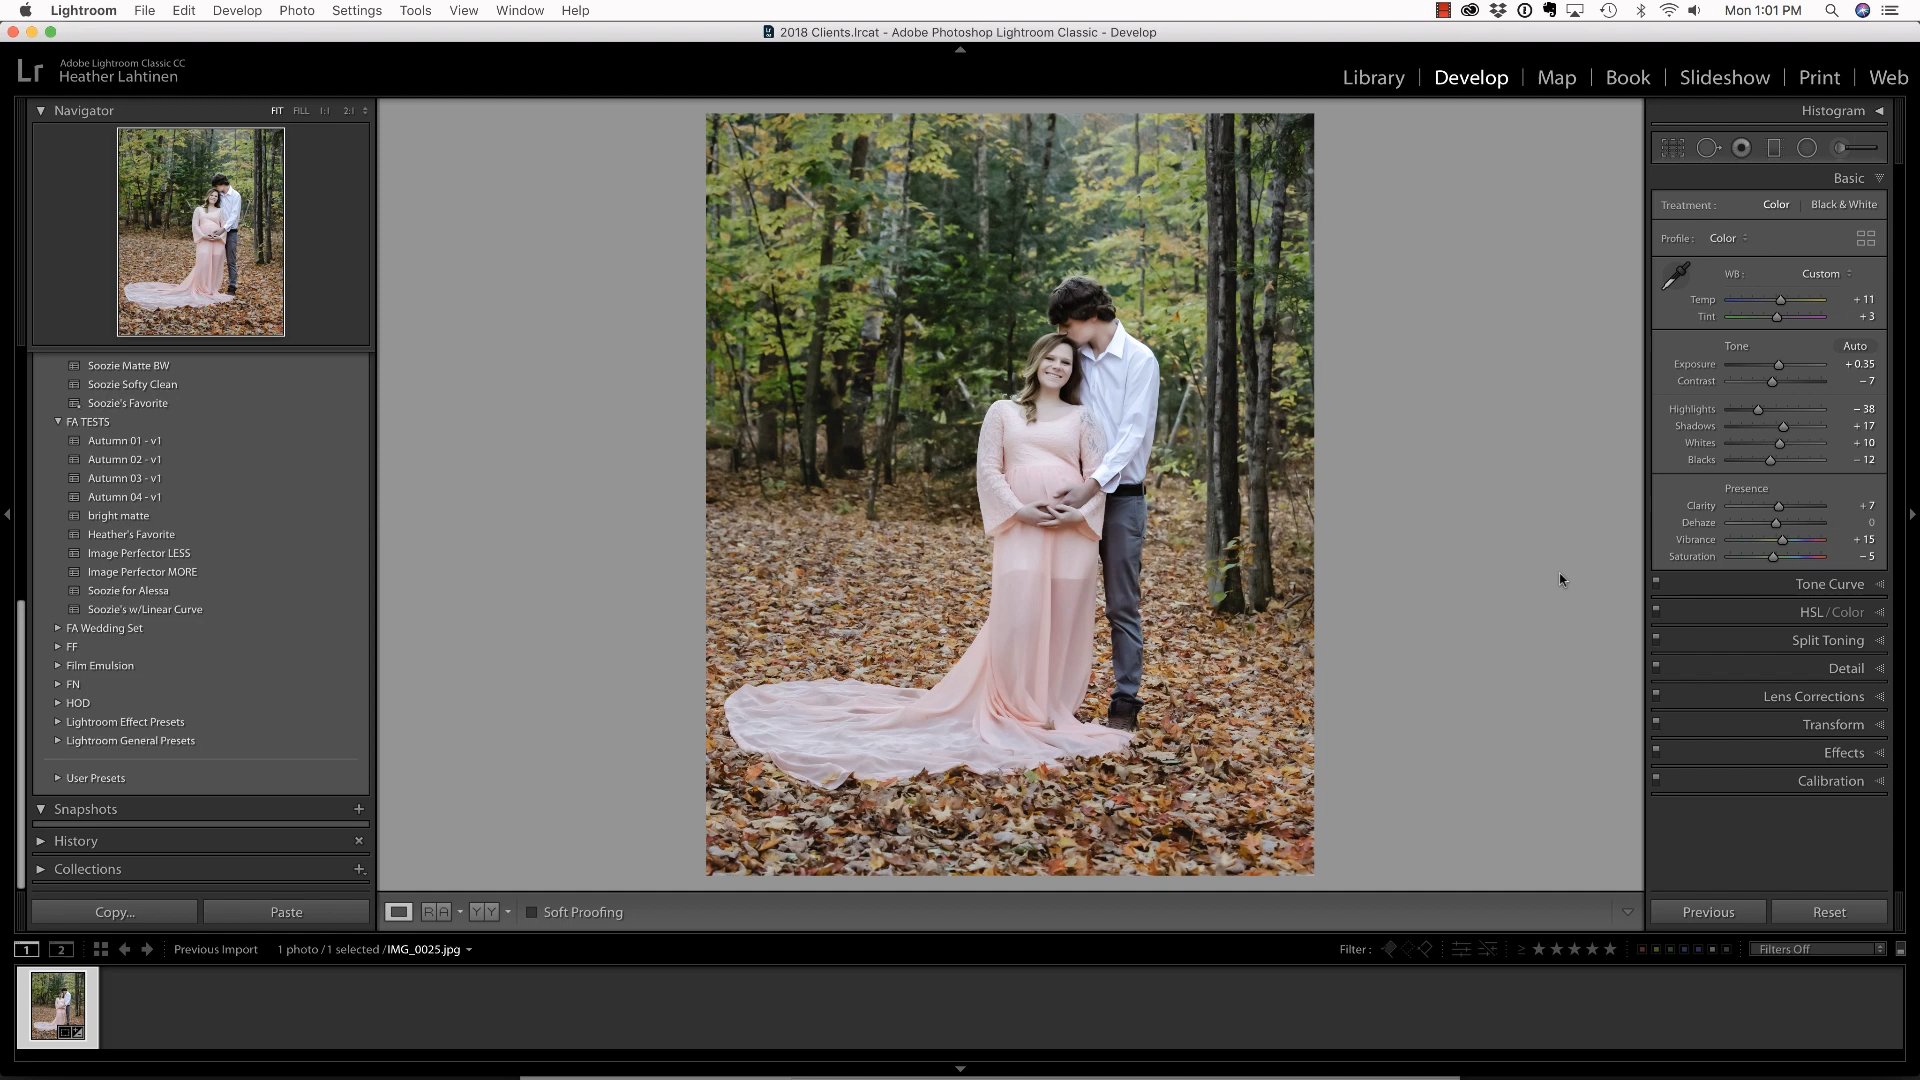 Lightroom File Edit Develop Photo Settings Tools View Window Help Mon 1:01 PM
2018 Clients.lrcat - Adobe Photoshop Lightroom Classic - Develop
Lr Adobe Lightroom Classic CC
Heather Lahtinen
Library | Develop | Map | Book | Slideshow | Print | Web
Navigator FIT FILL 1:1 2:1
Soozie Matte BW
Soozie Softy Clean
Soozie's Favorite
FA TESTS
Autumn 01 - v1
Autumn 02 - v1
Autumn 03 - v1
Autumn 04 - v1
bright matte
Heather's Favorite
Image Perfector LESS
Image Perfector MORE
Soozie for Alessa
Soozie's w/Linear Curve
FA Wedding Set
FF
Film Emulsion
FN
HOD
Lightroom Effect Presets
Lightroom General Presets
User Presets
Snapshots +
History ×
Collections +
Copy... Paste
R A Y Y Soft Proofing
Histogram
Basic
Treatment : Color | Black & White
Profile : Color
WB : Custom
Temp + 11
Tint + 3
Tone Auto
Exposure + 0.35
Contrast – 7
Highlights – 38
Shadows + 17
Whites + 10
Blacks – 12
Presence
Clarity + 7
Dehaze 0
Vibrance + 15
Saturation – 5
Tone Curve
HSL / Color
Split Toning
Detail
Lens Corrections
Transform
Effects
Calibration
Previous Reset
1 2 Previous Import 1 photo / 1 selected / IMG_0025.jpg Filter : ≥ ★★★★★ Filters Off